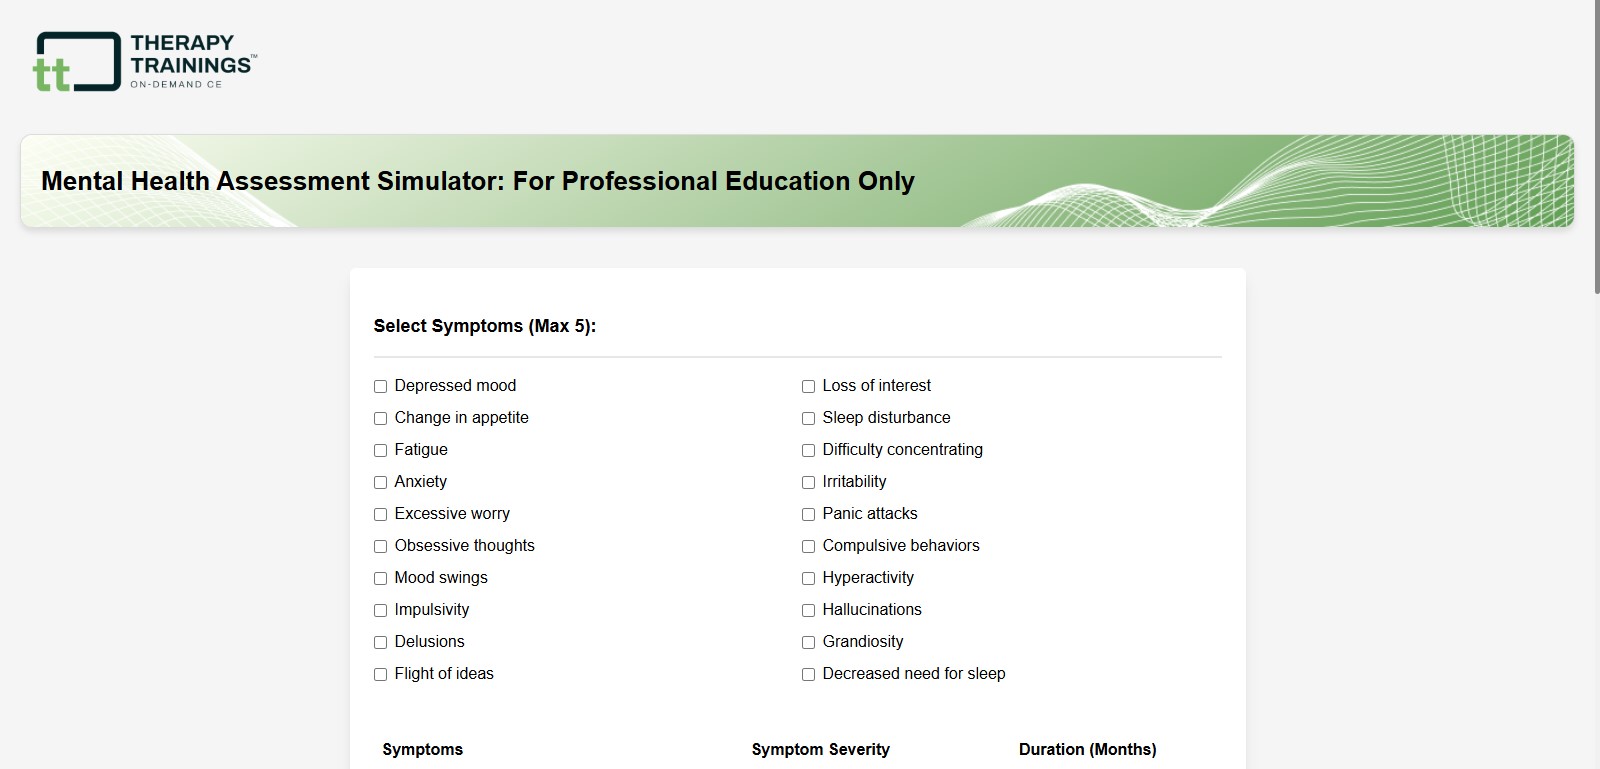 THERAPY
TRAININGS™
ON-DEMAND CE
tt
Mental Health Assessment Simulator: For Professional Education Only
Select Symptoms (Max 5):
Depressed mood
Loss of interest
Change in appetite
Sleep disturbance
Fatigue
Difficulty concentrating
Anxiety
Irritability
Excessive worry
Panic attacks
Obsessive thoughts
Compulsive behaviors
Mood swings
Hyperactivity
Impulsivity
Hallucinations
Delusions
Grandiosity
Flight of ideas
Decreased need for sleep
Symptoms Symptom Severity Duration (Months)